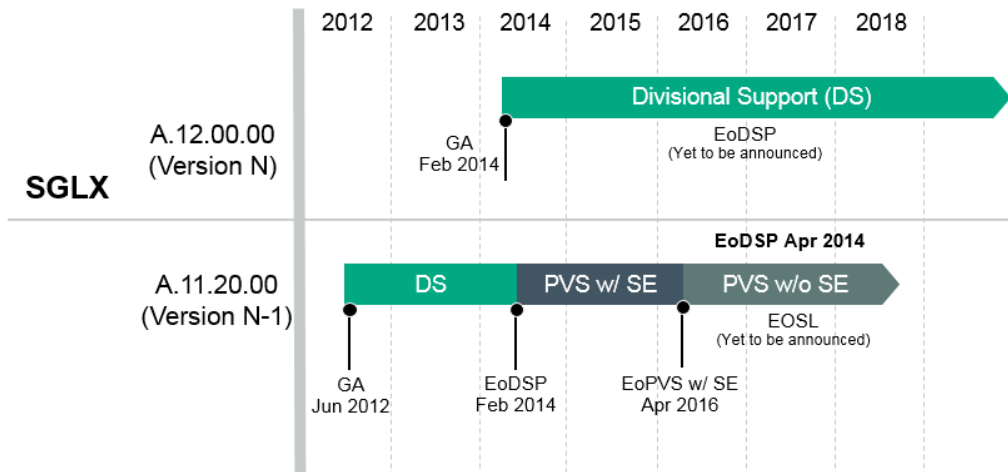 2012 2013 2014 2015 2016 2017 2018
Divisional Support (DS)
A.12.00.00
(Version N)
GA
Feb 2014
EoDSP
(Yet to be announced)
SGLX
EoDSP Apr 2014
A.11.20.00
(Version N-1)
DS PVS w/ SE PVS w/o SE
EOSL
(Yet to be announced)
GA
Jun 2012
EoDSP
Feb 2014
EoPVS w/ SE
Apr 2016